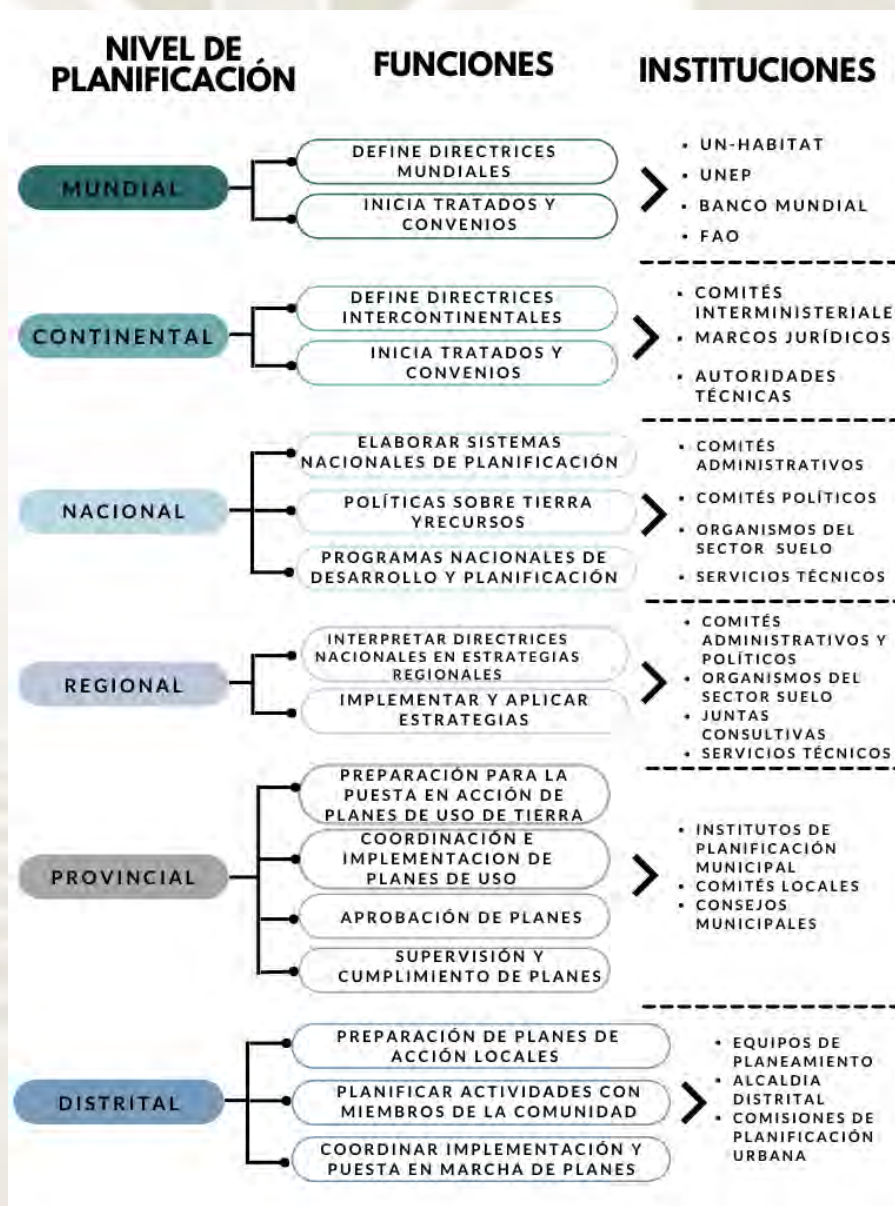 NIVEL DE
PLANIFICACIÓN
FUNCIONES
INSTITUCIONES
MUNDIAL
DEFINE DIRECTRICES
MUNDIALES
INICIA TRATADOS Y
CONVENIOS
• UN-HABITAT
• UNEP
• BANCO MUNDIAL
• FAO
CONTINENTAL
DEFINE DIRECTRICES
INTERCONTINENTALES
INICIA TRATADOS Y
CONVENIOS
• COMITÉS
INTERMINISTERIALE
• MARCOS JURÍDICOS
• AUTORIDADES
TÉCNICAS
NACIONAL
ELABORAR SISTEMAS
NACIONALES DE PLANIFICACIÓN
POLÍTICAS SOBRE TIERRA
YRECURSOS
PROGRAMAS NACIONALES DE
DESARROLLO Y PLANIFICACIÓN
• COMITÉS
ADMINISTRATIVOS
• COMITÉS POLÍTICOS
• ORGANISMOS DEL
SECTOR SUELO
• SERVICIOS TÉCNICOS
REGIONAL
INTERPRETAR DIRECTRICES
NACIONALES EN ESTRATEGIAS
REGIONALES
IMPLEMENTAR Y APLICAR
ESTRATEGIAS
• COMITÉS
ADMINISTRATIVOS Y
POLÍTICOS
• ORGANISMOS DEL
SECTOR SUELO
• JUNTAS
CONSULTIVAS
• SERVICIOS TÉCNICOS
PROVINCIAL
PREPARACIÓN PARA LA
PUESTA EN ACCIÓN DE
PLANES DE USO DE TIERRA
COORDINACIÓN E
IMPLEMENTACION DE
PLANES DE USO
APROBACIÓN DE PLANES
SUPERVISIÓN Y
CUMPLIMIENTO DE PLANES
• INSTITUTOS DE
PLANIFICACIÓN
MUNICIPAL
• COMITÉS LOCALES
• CONSEJOS
MUNICIPALES
DISTRITAL
PREPARACIÓN DE PLANES DE
ACCIÓN LOCALES
PLANIFICAR ACTIVIDADES CON
MIEMBROS DE LA COMUNIDAD
COORDINAR IMPLEMENTACIÓN Y
PUESTA EN MARCHA DE PLANES
• EQUIPOS DE
PLANEAMIENTO
• ALCALDIA
DISTRITAL
• COMISIONES DE
PLANIFICACIÓN
URBANA